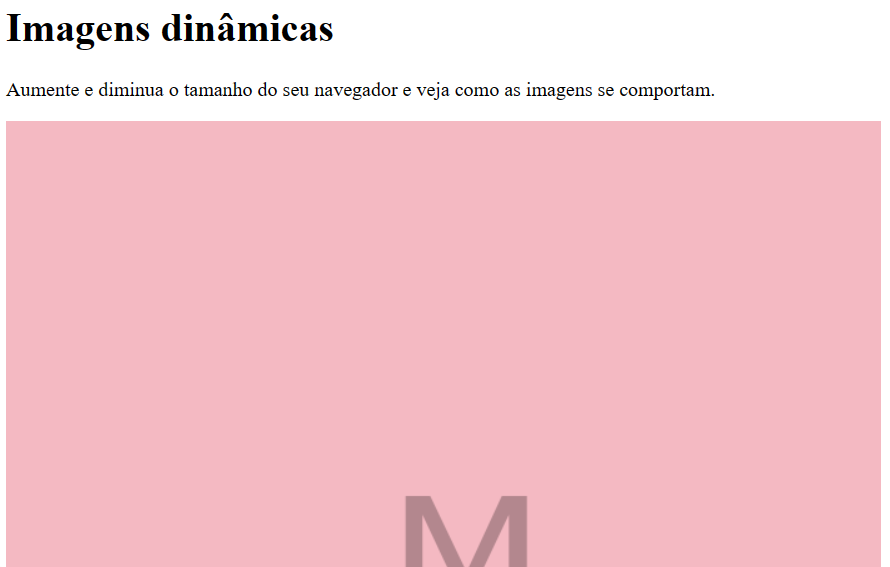 Imagens dinâmicas
Aumente e diminua o tamanho do seu navegador e veja como as imagens se comportam.
M